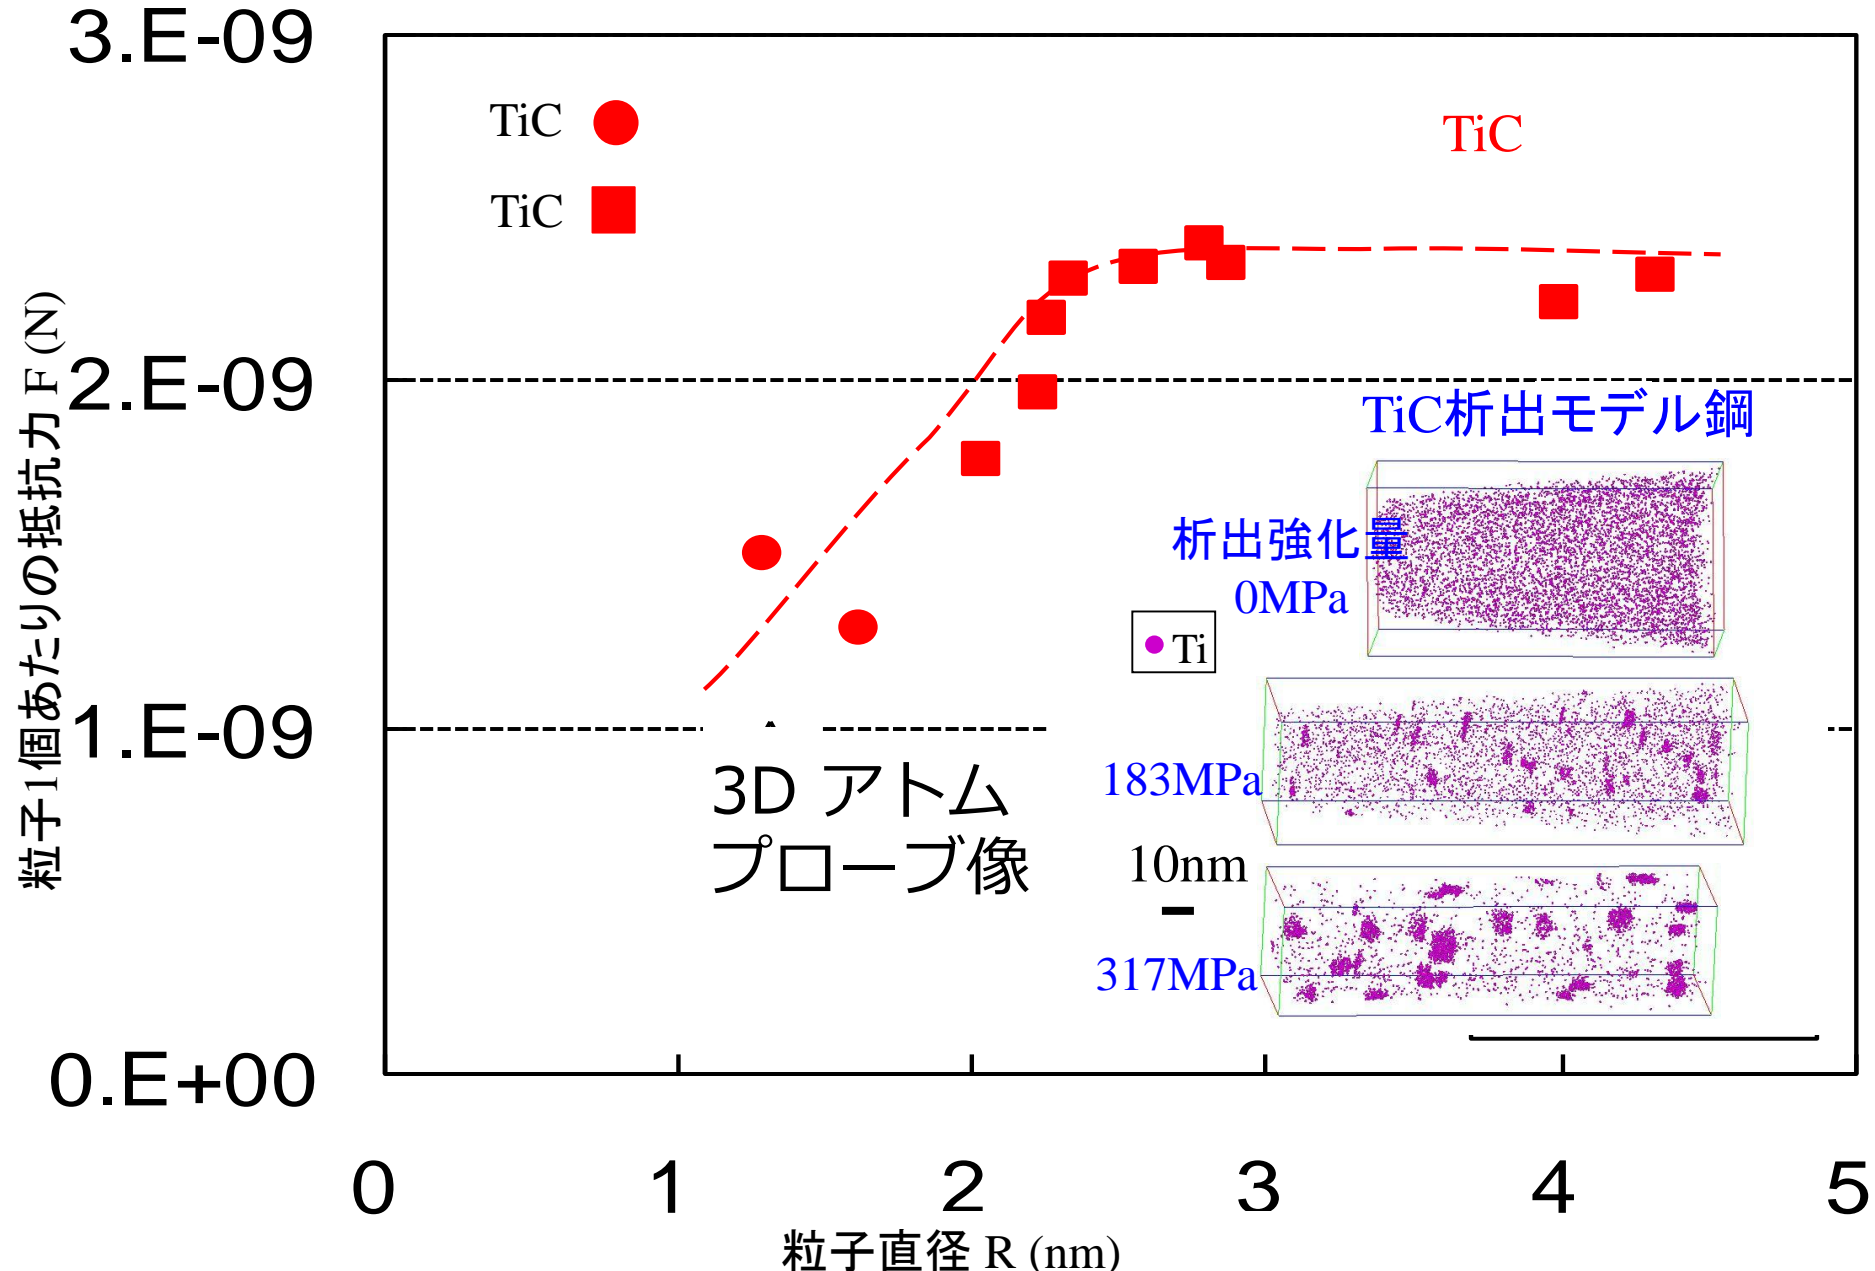 3.E-09
TiC
TiC
TiC
粒子1個あたりの抵抗力 F (N)
2.E-09
TiC析出モデル鋼
析出強化量
0MPa
Ti
1.E-09
183MPa
3D アトム
プローブ像
10nm
317MPa
0.E+00
0
1
2
3
4
5
粒子直径 R (nm)